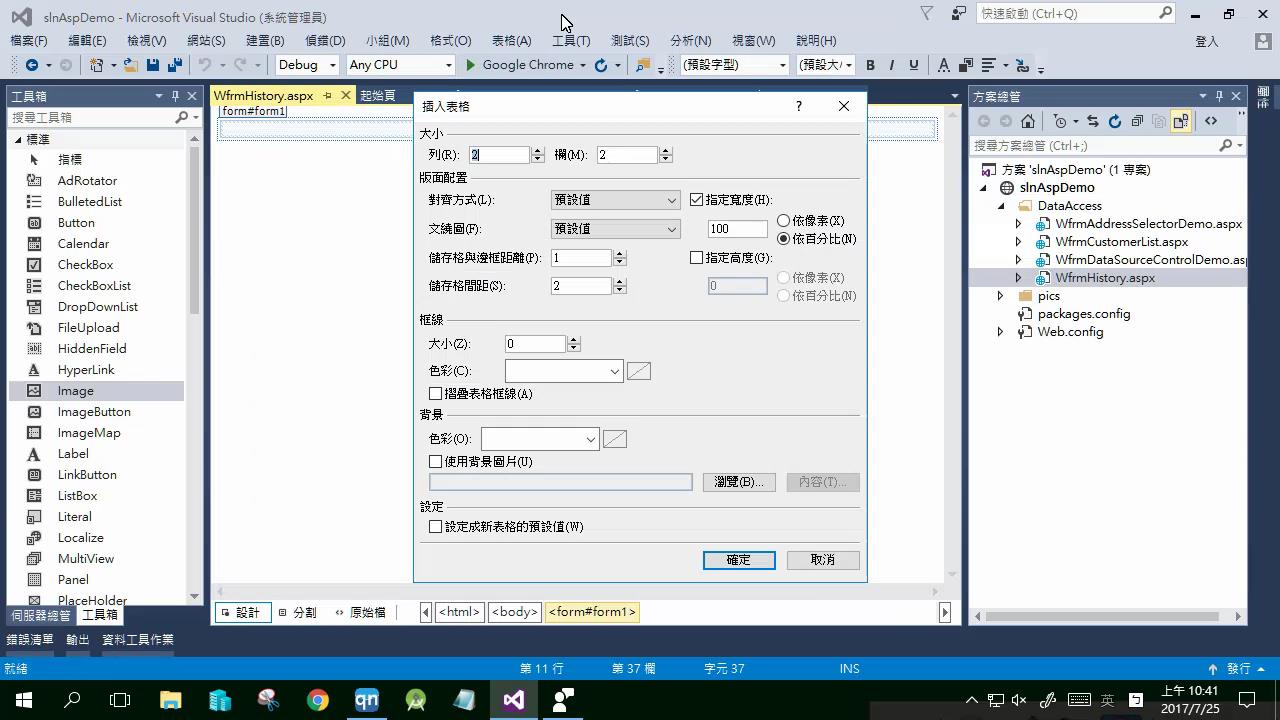 slnAspDemo - Microsoft Visual Studio (系統管理員)
快速啟動 (Ctrl+Q)
檔案(F) 編輯(E) 檢視(V) 網站(S) 建置(B) 偵錯(D) 小組(M) 格式(O) 表格(A) 工具(T) 測試(S) 分析(N) 視窗(W) 說明(H) 登入
Debug Any CPU Google Chrome (預設字型) (預設大 B I U A
工具箱
搜尋工具箱
標準
指標
AdRotator
BulletedList
Button
Calendar
CheckBox
CheckBoxList
DropDownList
FileUpload
HiddenField
HyperLink
Image
ImageButton
ImageMap
Label
LinkButton
ListBox
Literal
Localize
MultiView
Panel
PlaceHolder
伺服器總管 工具箱
WfrmHistory.aspx 起始頁
form#form1
插入表格 ?
大小
列(R): 2 欄(M): 2
版面配置
對齊方式(L): 預設值 指定寬度(H):
文繞圖(F): 預設值 100 依像素(X)
依百分比(N)
儲存格與邊框距離(P): 1 指定高度(G):
儲存格間距(S): 2 0 依像素(X)
依百分比(N)
框線
大小(Z): 0
色彩(C):
摺疊表格框線(A)
背景
色彩(O):
使用背景圖片(U)
瀏覽(B)... 內容(T)...
設定
設定成新表格的預設值(W)
確定 取消
設計 分割 原始檔 <html> <body> <form#form1>
方案總管
搜尋方案總管 (Ctrl+;)
方案 'slnAspDemo' (1 專案)
slnAspDemo
DataAccess
WfrmAddressSelectorDemo.aspx
WfrmCustomerList.aspx
WfrmDataSourceControlDemo.asp
WfrmHistory.aspx
pics
packages.config
Web.config
錯誤清單 輸出 資料工具作業
就緒 第 11 行 第 37 欄 字元 37 INS 發行
qn 英 上午 10:41
2017/7/25